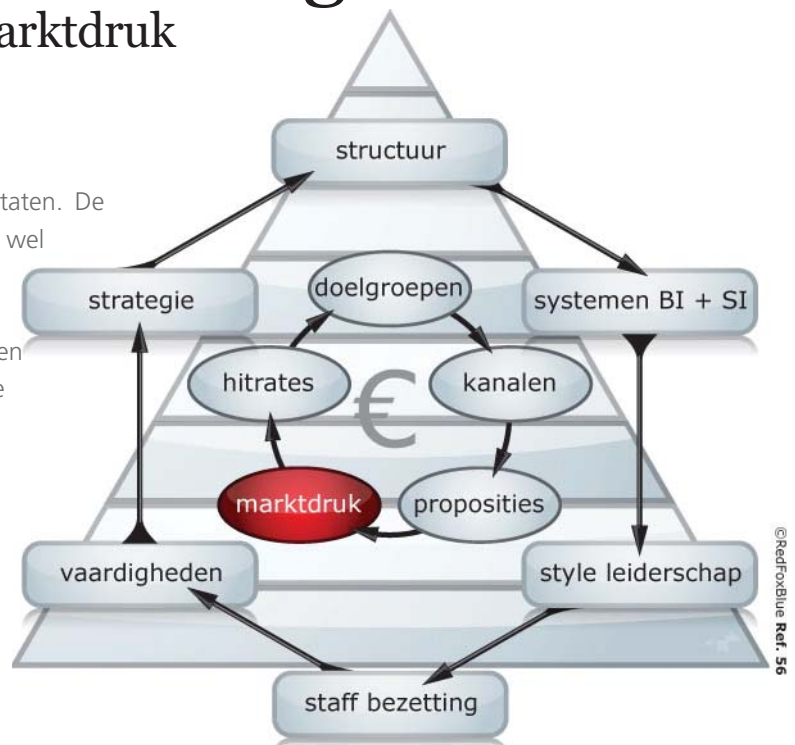 g
arktdruk
structuur
taten. De
wel
doelgroepen
strategie
systemen BI + SI
en
e
hitrates
€
kanalen
marktdruk
proposities
vaardigheden
style leiderschap
staff bezetting
©RedFoxBlue Ref. 56